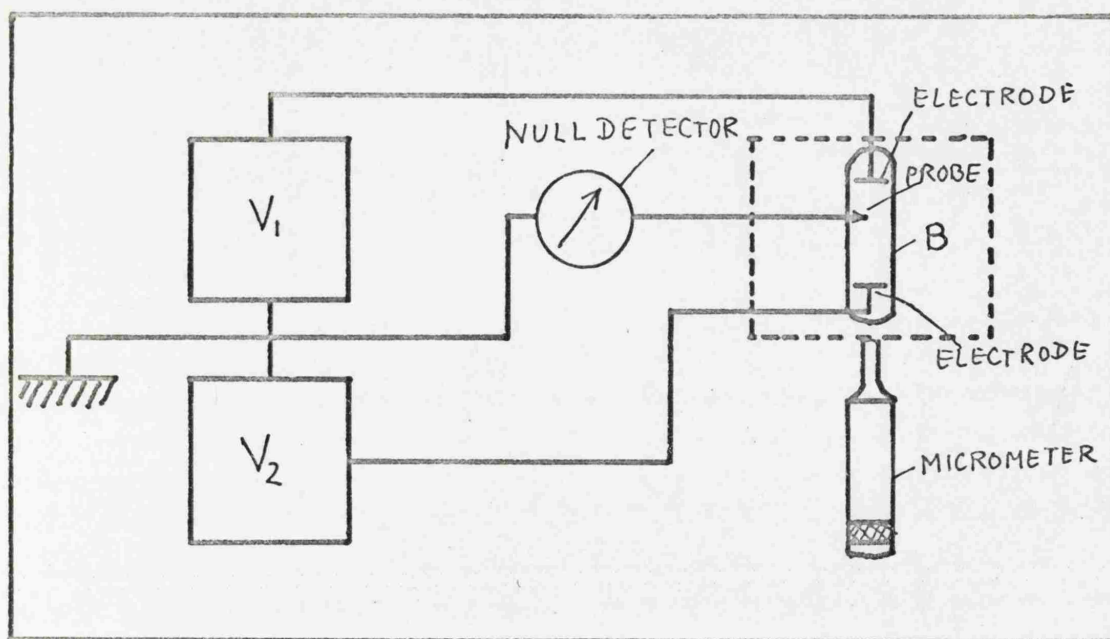 ELECTRODE
NULL DETECTOR
PROBE
V₁
B
ELECTRODE
V₂
MICROMETER